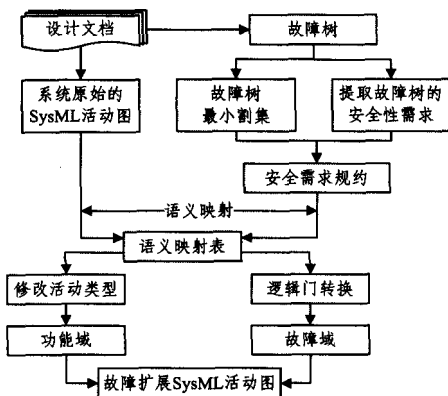 设计文档
故障树
系统原始的
SysML活动图
故障树
最小割集
提取故障树的
安全性需求
安全需求规约
语义映射
语义映射表
修改活动类型
逻辑门转换
功能域
故障域
故障扩展SysML活动图